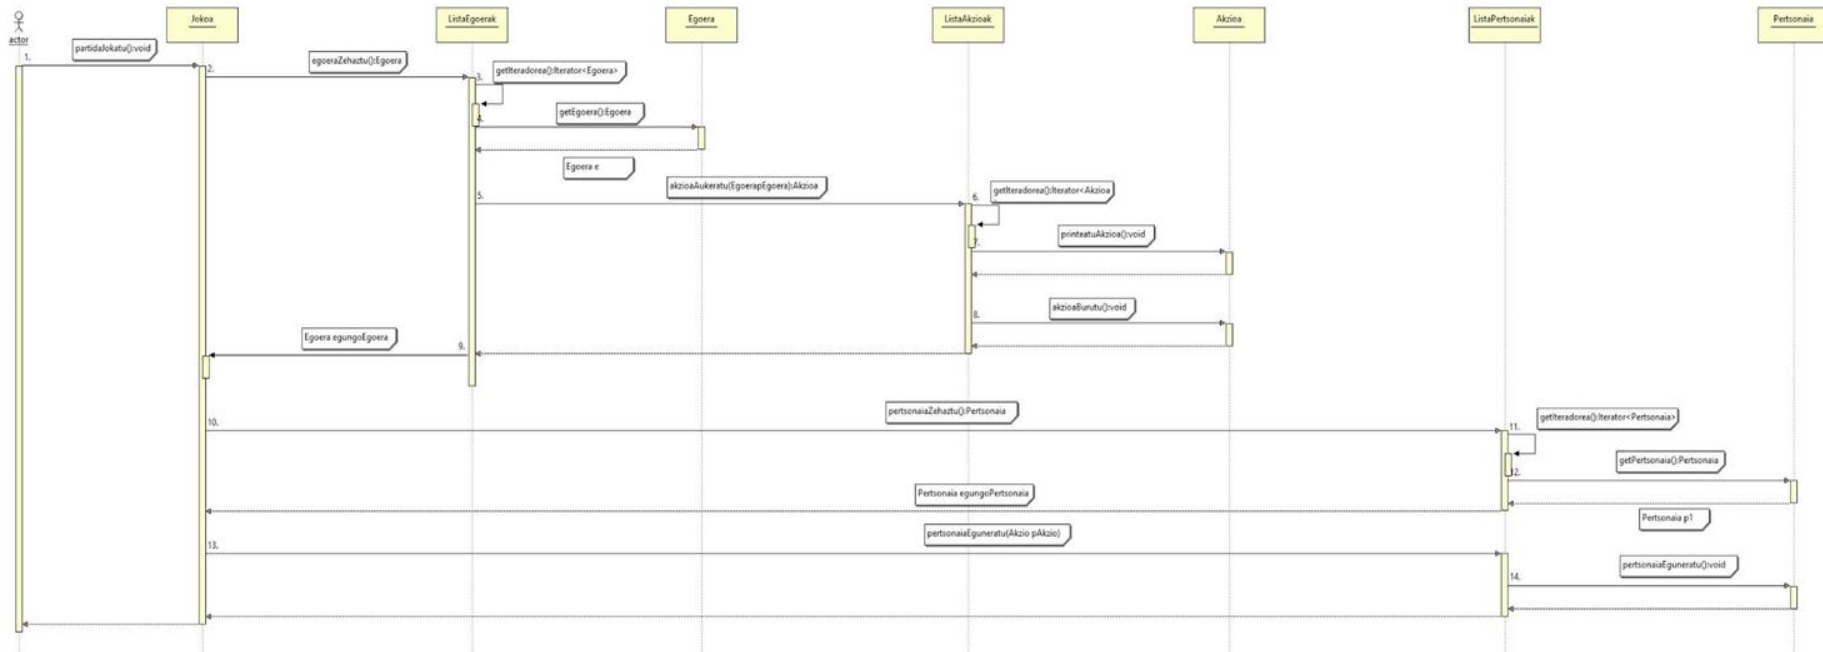 Jokoa
ListaEgoerak
Egoera
ListaAkzioak
Akzioa
ListaPertsonaiak
Pertsonaia
actor
partidaJokatu():void
1.
2.
egoeraZehaztu():Egoera
3.
getIteradorea():Iterator<Egoera>
getEgoera():Egoera
4.
Egoera e
akzioaAukeratu(EgoerapEgoera):Akzioa
5.
6.
getIteradorea():Iterator<Akzioa
printeatuAkzioa():void
7.
akzioaBurutu():void
8.
Egoera egungoEgoera
9.
pertsonaiaZehaztu():Pertsonaia
10.
11.
getIteradorea():Iterator<Pertsonaia>
getPertsonaia():Pertsonaia
12.
Pertsonaia egungoPertsonaia
Pertsonaia p1
pertsonaiaEguneratu(Akzio pAkzio)
13.
pertsonaiaEguneratu():void
14.